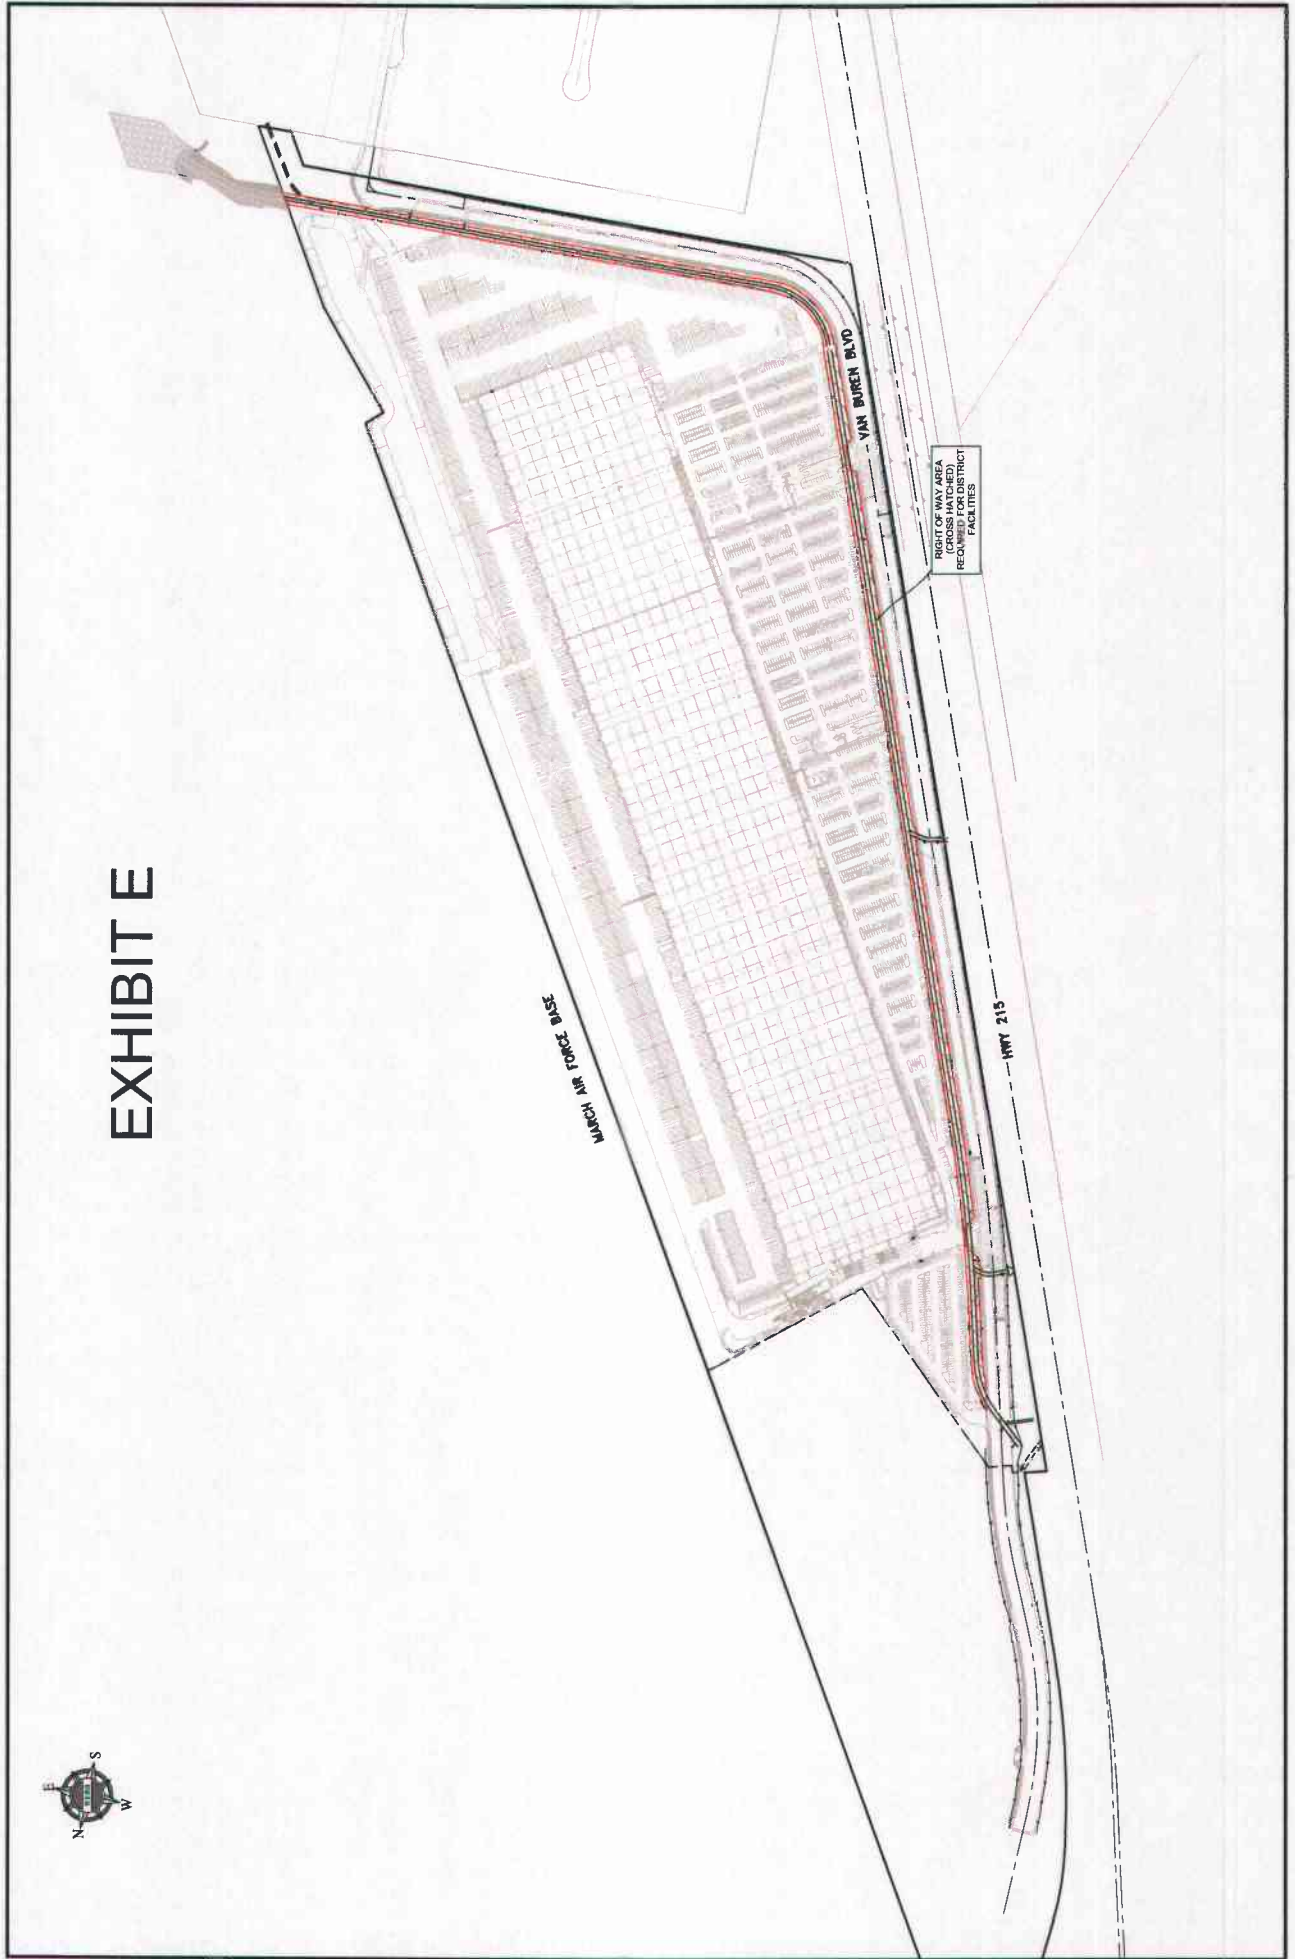 EXHIBIT E
MARCH AIR FORCE BASE
VAN BUREN BLVD
RIGHT OF WAY AREA
(CROSS HATCHED)
REQUIRED FOR DISTRICT
FACILITIES
HWY 215
N
E
S
W